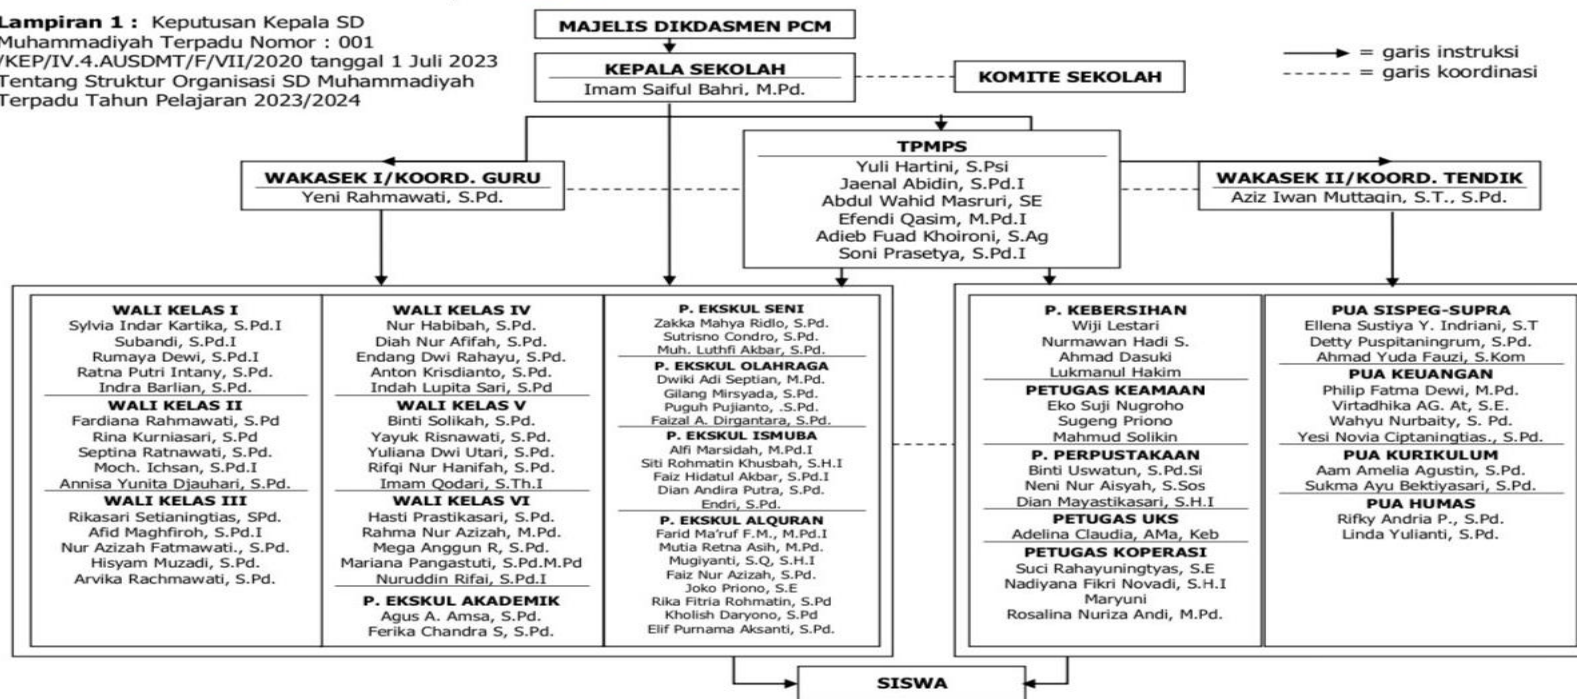 Lampiran 1 : Keputusan Kepala SD
Muhammadiyah Terpadu Nomor : 001
/KEP/IV.4.AUSDMT/F/VII/2020 tanggal 1 Juli 2023
Tentang Struktur Organisasi SD Muhammadiyah
Terpadu Tahun Pelajaran 2023/2024
MAJELIS DIKDASMEN PCM
KEPALA SEKOLAH
Imam Saiful Bahri, M.Pd.
KOMITE SEKOLAH
= garis instruksi
= garis koordinasi
WAKASEK I/KOORD. GURU
Yeni Rahmawati, S.Pd.
TPMPS
Yuli Hartini, S.Psi
Jaenal Abidin, S.Pd.I
Abdul Wahid Masruri, SE
Efendi Qasim, M.Pd.I
Adieb Fuad Khoironi, S.Ag
Soni Prasetya, S.Pd.I
WAKASEK II/KOORD. TENDIK
Aziz Iwan Muttaqin, S.T., S.Pd.
WALI KELAS I
Sylvia Indar Kartika, S.Pd.I
Subandi, S.Pd.I
Rumaya Dewi, S.Pd.I
Ratna Putri Intany, S.Pd.
Indra Barlian, S.Pd.
WALI KELAS II
Fardiana Rahmawati, S.Pd
Rina Kurniasari, S.Pd
Septina Ratnawati, S.Pd.
Moch. Ichsan, S.Pd.I
Annisa Yunita Djauhari, S.Pd.
WALI KELAS III
Rikasari Setianingtias, SPd.
Afid Maghfiroh, S.Pd.I
Nur Azizah Fatmawati., S.Pd.
Hisyam Muzadi, S.Pd.
Arvika Rachmawati, S.Pd.
WALI KELAS IV
Nur Habibah, S.Pd.
Diah Nur Afifah, S.Pd.
Endang Dwi Rahayu, S.Pd.
Anton Krisdianto, S.Pd.
Indah Lupita Sari, S.Pd
WALI KELAS V
Binti Solikah, S.Pd.
Yayuk Risnawati, S.Pd.
Yuliana Dwi Utari, S.Pd.
Rifqi Nur Hanifah, S.Pd.
Imam Qodari, S.Th.I
WALI KELAS VI
Hasti Prastikasari, S.Pd.
Rahma Nur Azizah, M.Pd.
Mega Anggun R, S.Pd.
Mariana Pangastuti, S.Pd.M.Pd
Nuruddin Rifai, S.Pd.I
P. EKSKUL AKADEMIK
Agus A. Amsa, S.Pd.
Ferika Chandra S, S.Pd.
P. EKSKUL SENI
Zakka Mahya Ridlo, S.Pd.
Sutrisno Condro, S.Pd.
Muh. Luthfi Akbar, S.Pd.
P. EKSKUL OLAHRAGA
Dwiki Adi Septian, M.Pd.
Gilang Mirsyada, S.Pd.
Puguh Pujianto, .S.Pd.
Faizal A. Dirgantara, S.Pd.
P. EKSKUL ISMUBA
Alfi Marsidah, M.Pd.I
Siti Rohmatin Khusbah, S.H.I
Faiz Hidatul Akbar, S.Pd.I
Dian Andira Putra, S.Pd.
Endri, S.Pd.
P. EKSKUL ALQURAN
Farid Ma'ruf F.M., M.Pd.I
Mutia Retna Asih, M.Pd.
Mugiyanti, S.Q, S.H.I
Faiz Nur Azizah, S.Pd.
Joko Priono, S.E
Rika Fitria Rohmatin, S.Pd
Kholish Daryono, S.Pd
Elif Purnama Aksanti, S.Pd.
P. KEBERSIHAN
Wiji Lestari
Nurmawan Hadi S.
Ahmad Dasuki
Lukmanul Hakim
PETUGAS KEAMAAN
Eko Suji Nugroho
Sugeng Priono
Mahmud Solikin
P. PERPUSTAKAAN
Binti Uswatun, S.Pd.Si
Neni Nur Aisyah, S.Sos
Dian Mayastikasari, S.H.I
PETUGAS UKS
Adelina Claudia, AMa, Keb
PETUGAS KOPERASI
Suci Rahayuningtyas, S.E
Nadiyana Fikri Novadi, S.H.I
Maryuni
Rosalina Nuriza Andi, M.Pd.
PUA SISPEG-SUPRA
Ellena Sustiya Y. Indriani, S.T
Detty Puspitaningrum, S.Pd.
Ahmad Yuda Fauzi, S.Kom
PUA KEUANGAN
Philip Fatma Dewi, M.Pd.
Virtadhika AG. At, S.E.
Wahyu Nurbaity, S. Pd.
Yesi Novia Ciptaningtias., S.Pd.
PUA KURIKULUM
Aam Amelia Agustin, S.Pd.
Sukma Ayu Bektiyasari, S.Pd.
PUA HUMAS
Rifky Andria P., S.Pd.
Linda Yulianti, S.Pd.
SISWA